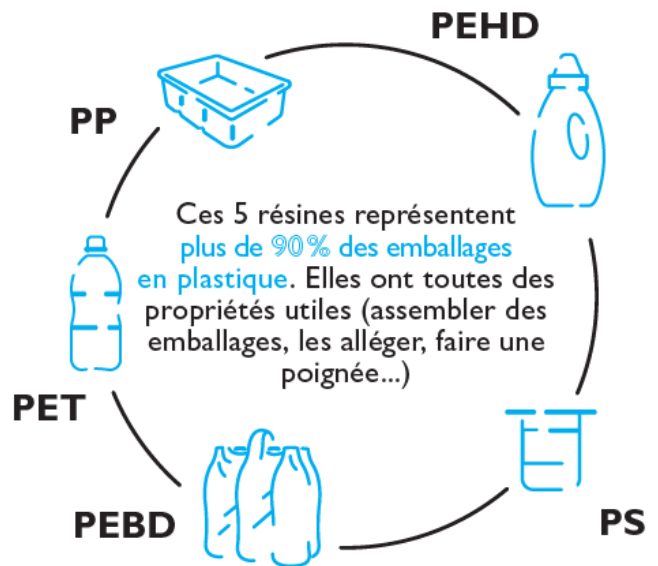 PEHD
PP
Ces 5 résines représentent
plus de 90% des emballages
en plastique. Elles ont toutes des
propriétés utiles (assembler des
emballages, les alléger, faire une
poignée...)
PET
PEBD
PS